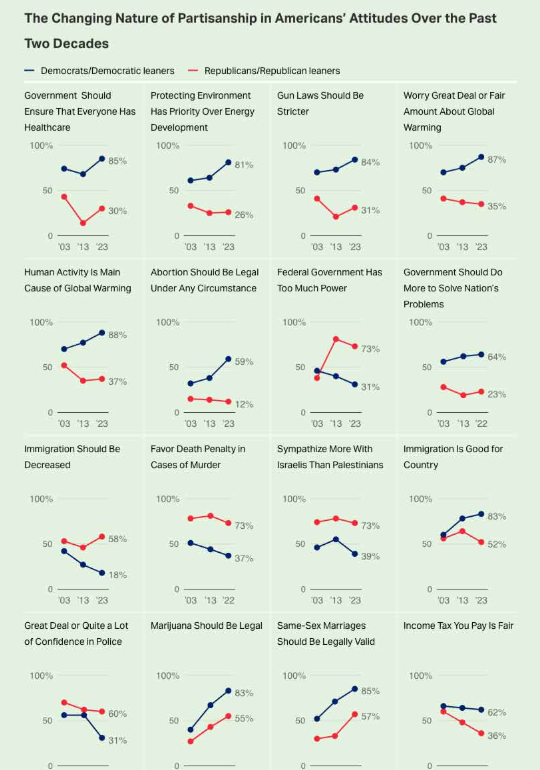 The Changing Nature of Partisanship in Americans’ Attitudes Over the Past
Two Decades
Democrats/Democratic leaners Republicans/Republican leaners
Government Should
Ensure That Everyone Has
Healthcare
100%
50
0
85%
30%
'03 '13 '23
Protecting Environment
Has Priority Over Energy
Development
81%
26%
'03 '13 '23
Gun Laws Should Be
Stricter
100%
50
0
84%
31%
'03 '13 '23
Worry Great Deal or Fair
Amount About Global
Warming
100%
50
0
87%
35%
'03 '13 '23
Human Activity Is Main
Cause of Global Warming
100%
50
0
88%
37%
'03 '13 '23
Abortion Should Be Legal
Under Any Circumstance
100%
50
0
59%
12%
'03 '13 '23
Federal Government Has
Too Much Power
100%
50
0
73%
31%
'03 '13 '23
Government Should Do
More to Solve Nation's
Problems
100%
50
0
64%
23%
'03 '13 '22
Immigration Should Be
Decreased
100%
50
0
58%
18%
'03 '13 '23
Favor Death Penalty in
Cases of Murder
100%
50
0
73%
37%
'03 '13 '22
Sympathize More With
Israelis Than Palestinians
100%
50
0
73%
39%
'03 '13 '23
Immigration Is Good for
Country
100%
50
0
83%
52%
'03 '13 '23
Great Deal or Quite a Lot
of Confidence in Police
100%
50
0
60%
31%
Marijuana Should Be Legal
100%
50
0
83%
55%
Same-Sex Marriages
Should Be Legally Valid
100%
50
0
85%
57%
Income Tax You Pay Is Fair
100%
50
0
62%
36%